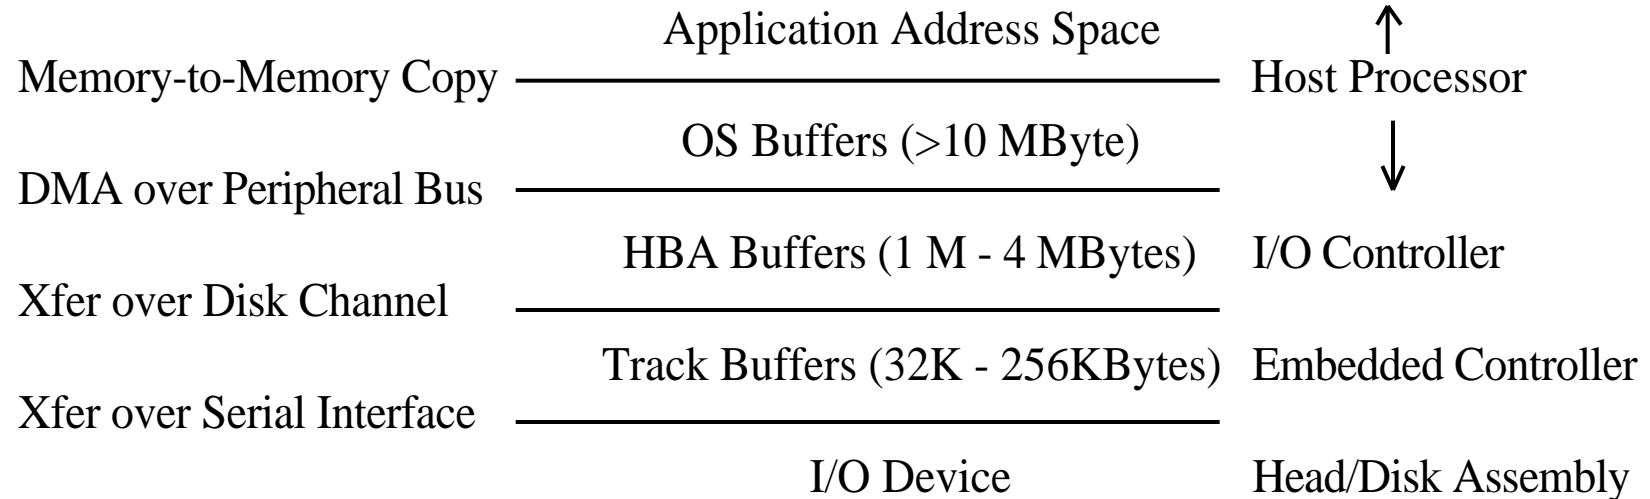 Application Address Space
Memory-to-Memory Copy
Host Processor
OS Buffers (>10 MByte)
DMA over Peripheral Bus
HBA Buffers (1 M - 4 MBytes)
I/O Controller
Xfer over Disk Channel
Track Buffers (32K - 256KBytes)
Embedded Controller
Xfer over Serial Interface
I/O Device
Head/Disk Assembly